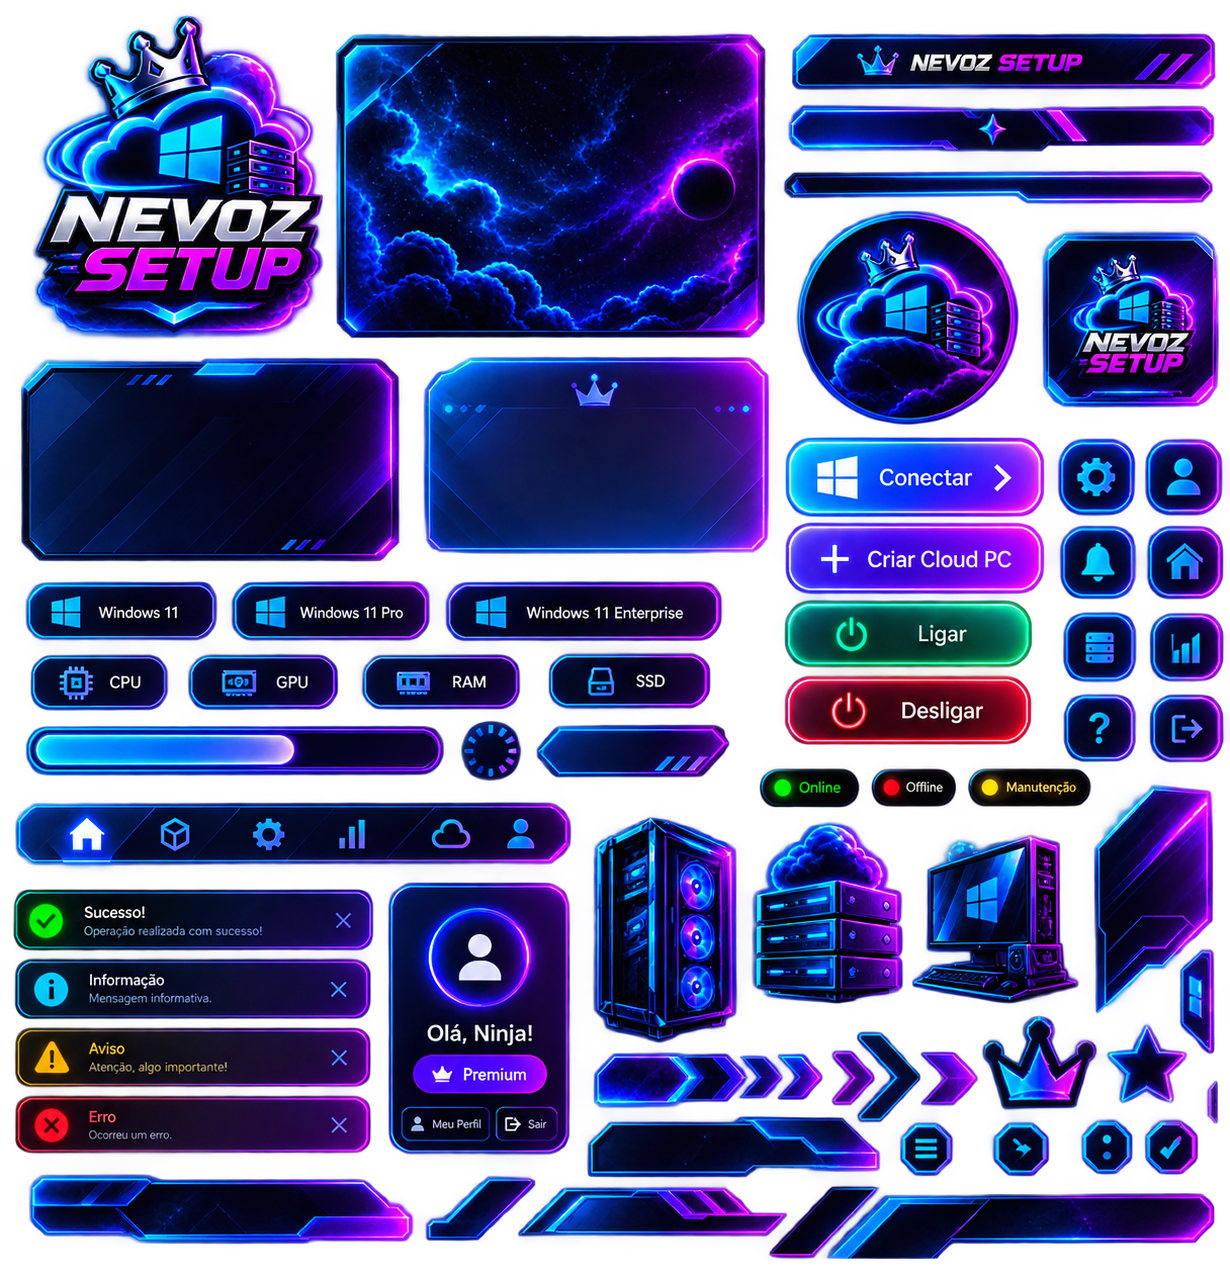 NEVOZ
SETUP
NEVOZ SETUP
NEVOZ
SETUP
Conectar
Criar Cloud PC
Ligar
Desligar
Windows 11
Windows 11 Pro
Windows 11 Enterprise
CPU
GPU
RAM
SSD
Online
Offline
Manutenção
Sucesso!
Operação realizada com sucesso!
Informação
Mensagem informativa.
Aviso
Atenção, algo importante!
Erro
Ocorreu um erro.
Olá, Ninja!
Premium
Meu Perfil
Sair